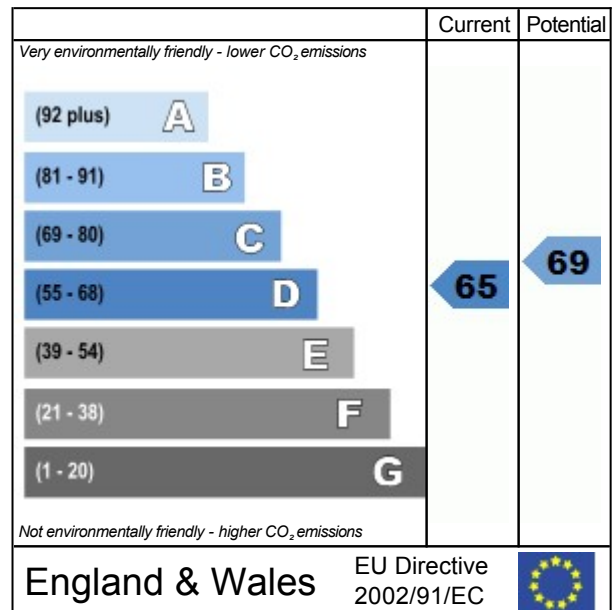 Current Potential
Very environmentally friendly - lower CO₂ emissions
(92 plus) A
(81 - 91) B
(69 - 80) C
(55 - 68) D
(39 - 54) E
(21 - 38) F
(1 - 20) G
65
69
Not environmentally friendly - higher CO₂ emissions
England & Wales
EU Directive
2002/91/EC